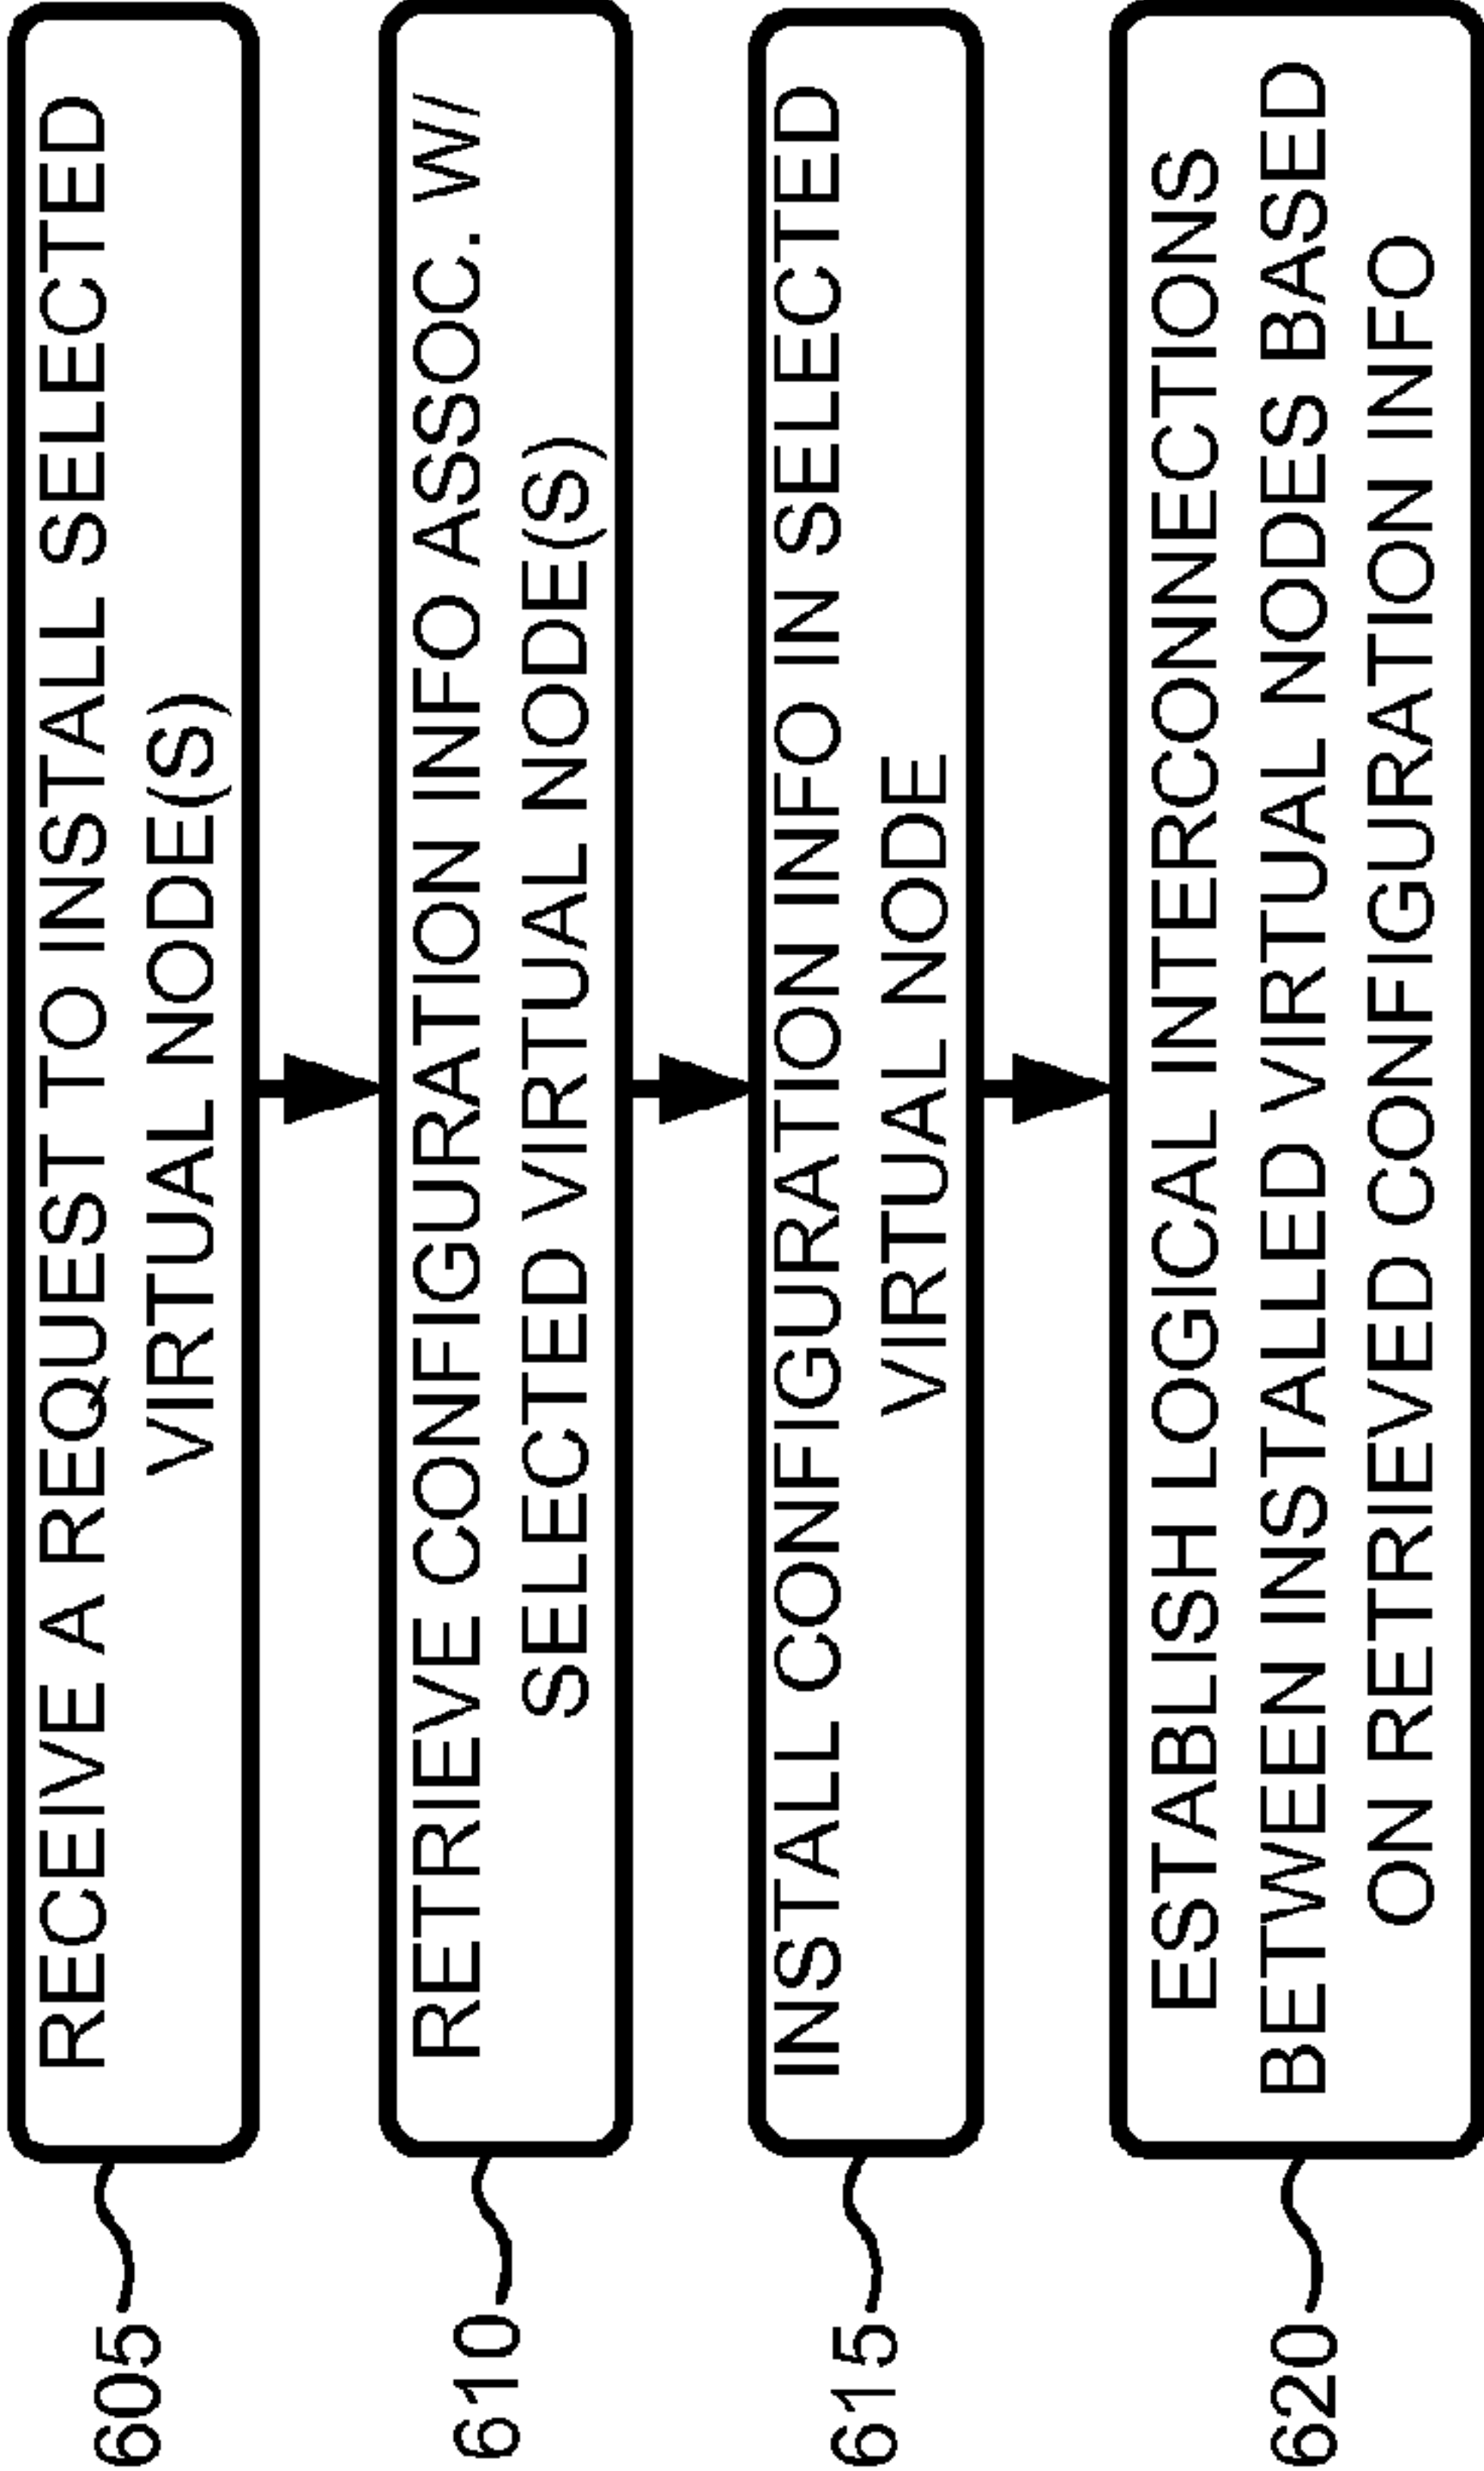 605
RECEIVE A REQUEST TO INSTALL SELECTED
VIRTUAL NODE(S)
610
RETRIEVE CONFIGURATION INFO ASSOC. W/
SELECTED VIRTUAL NODE(S)
615
INSTALL CONFIGURATION INFO IN SELECTED
VIRTUAL NODE
620
ESTABLISH LOGICAL INTERCONNECTIONS
BETWEEN INSTALLED VIRTUAL NODES BASED
ON RETRIEVED CONFIGURATION INFO